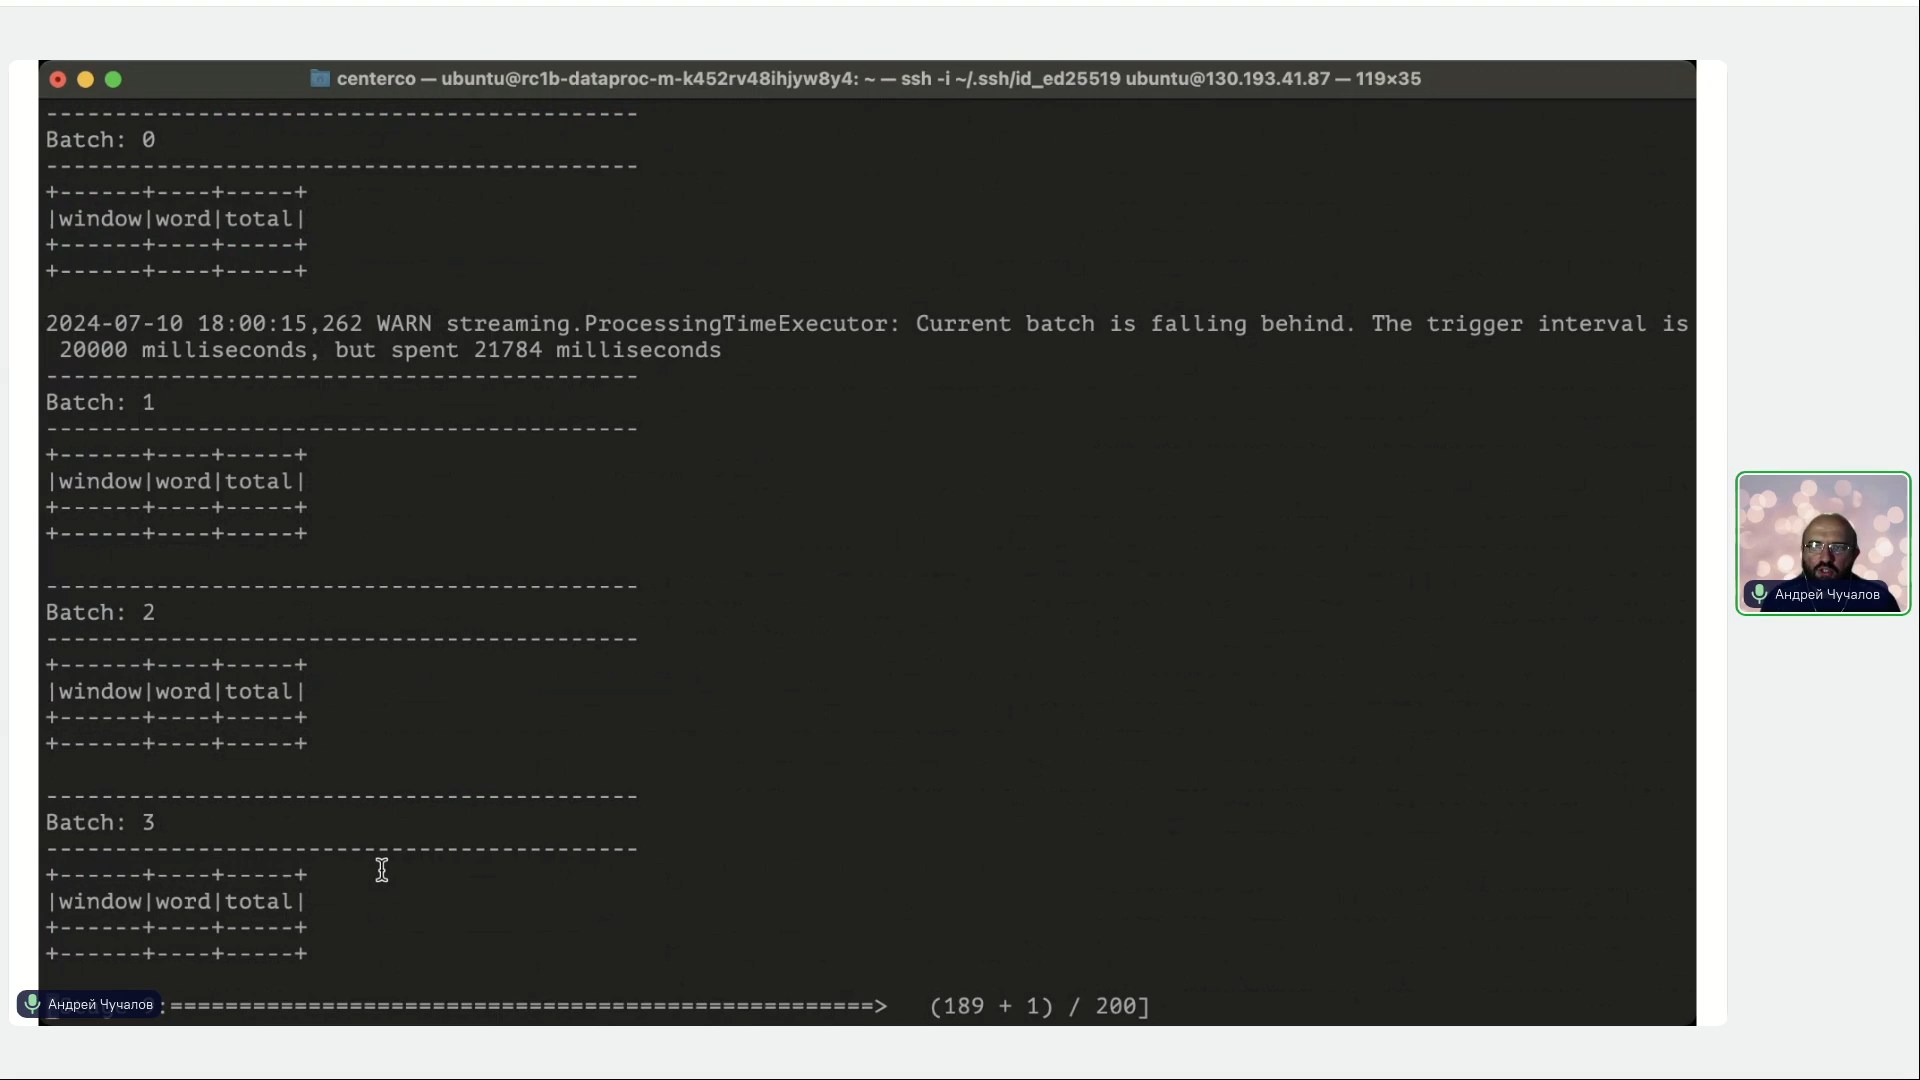 centerco — ubuntu@rc1b-dataproc-m-k452rv48ihjyw8y4: ~ — ssh -i ~/.ssh/id_ed25519 ubuntu@130.193.41.87 — 119×35
-------------------------------------------
Batch: 0
-------------------------------------------
+------+----+-----+
|window|word|total|
+------+----+-----+
+------+----+-----+
2024-07-10 18:00:15,262 WARN streaming.ProcessingTimeExecutor: Current batch is falling behind. The trigger interval is
20000 milliseconds, but spent 21784 milliseconds
-------------------------------------------
Batch: 1
-------------------------------------------
+------+----+-----+
|window|word|total|
+------+----+-----+
+------+----+-----+
-------------------------------------------
Batch: 2
-------------------------------------------
+------+----+-----+
|window|word|total|
+------+----+-----+
+------+----+-----+
-------------------------------------------
Batch: 3
-------------------------------------------
+------+----+-----+
|window|word|total|
+------+----+-----+
+------+----+-----+
:===================================================> (189 + 1) / 200]
Андрей Чучалов
Андрей Чучалов